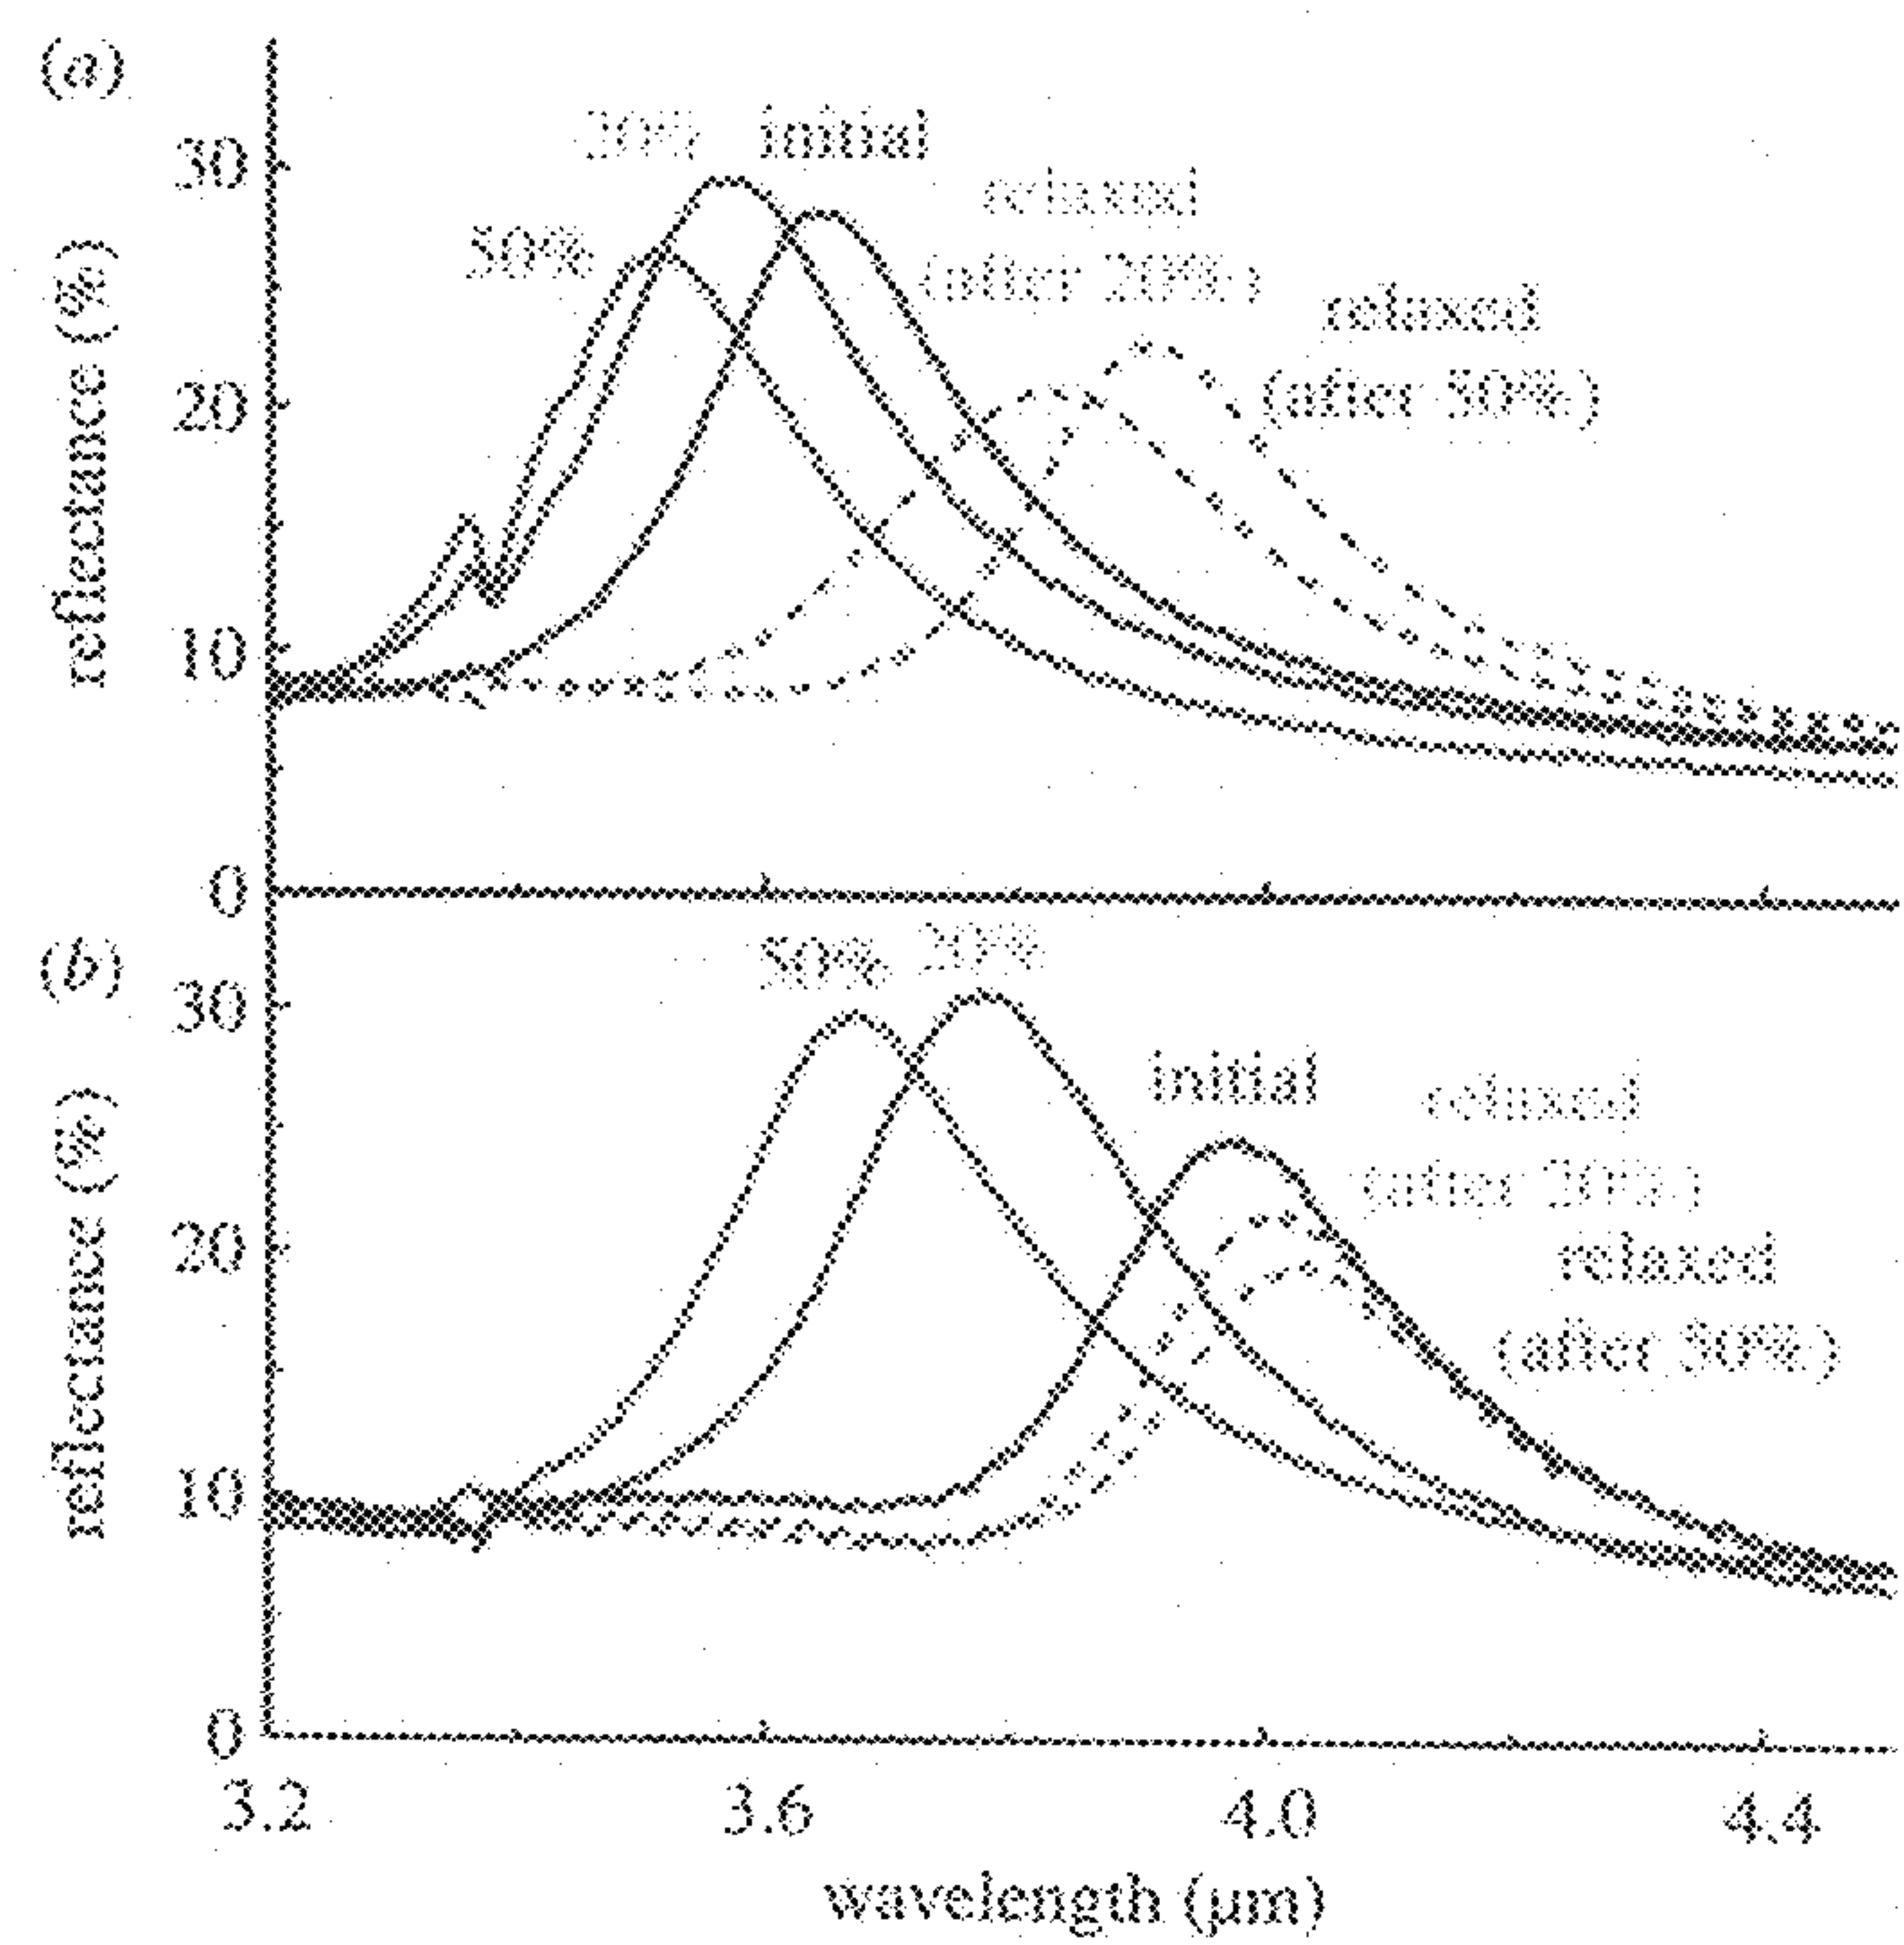 (a)
30
initial
relaxed
50%
(after 20%)
relaxed
(after 50%)
20
10
0
reflectance (%)
(b)
50% 20%
30
initial
relaxed
20
relaxed
(after 50%)
10
0
reflectance (%)
3.2 3.6 4.0 4.4
wavelength (μm)